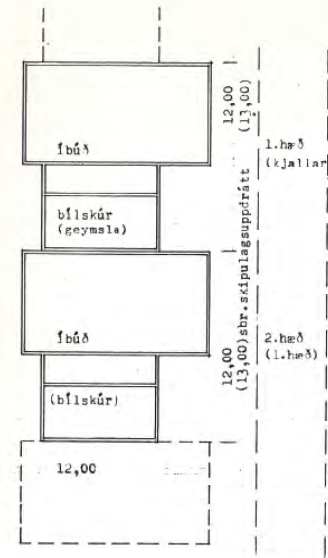 Íbúð
bílskúr
(geymsla)
Íbúð
(bílskúr)
12,00
12,00
(13,00)
12,00
(13,00) sbr. skipulagsuppdrátt
1.hæð
(kjallar
2.hæð
(1.hæð)